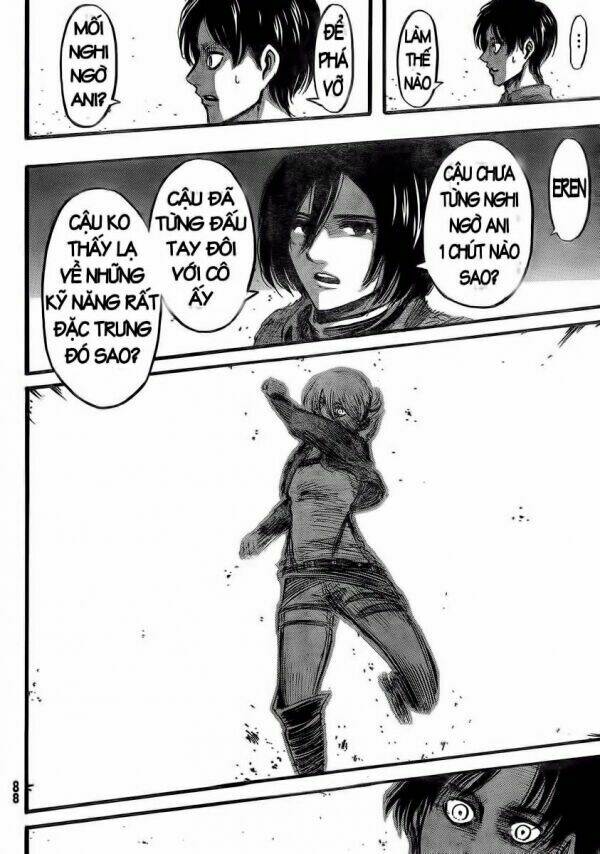 ...
LÀM
THẾ
NÀO
ĐỂ
PHÁ
VỠ
MỐI
NGHI
NGỜ
ANI?
EREN
CẬU CHƯA
TỪNG NGHI
NGỜ ANI
1 CHÚT NÀO
SAO?
CẬU ĐÃ
TỪNG ĐẤU
TAY ĐÔI
VỚI CÔ
ẤY
CẬU KO
THẤY LẠ
VỀ NHỮNG
KỸ NĂNG RẤT
ĐẶC TRƯNG
ĐÓ SAO?
88